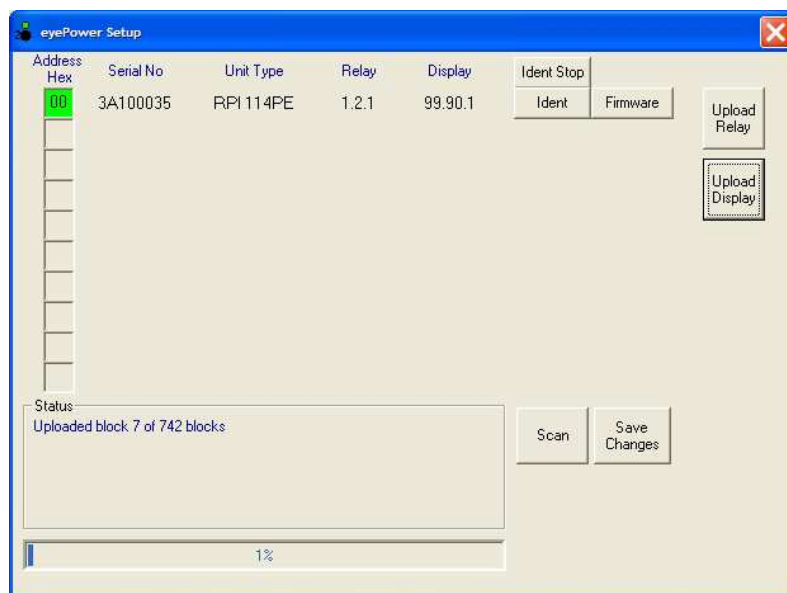 eyePower Setup
Address Hex Serial No Unit Type Relay Display Ident Stop
00 3A100035 RPI 114PE 1.2.1 99.90.1 Ident Firmware
Upload
Relay
Upload
Display
Status
Uploaded block 7 of 742 blocks
Scan
Save
Changes
1%